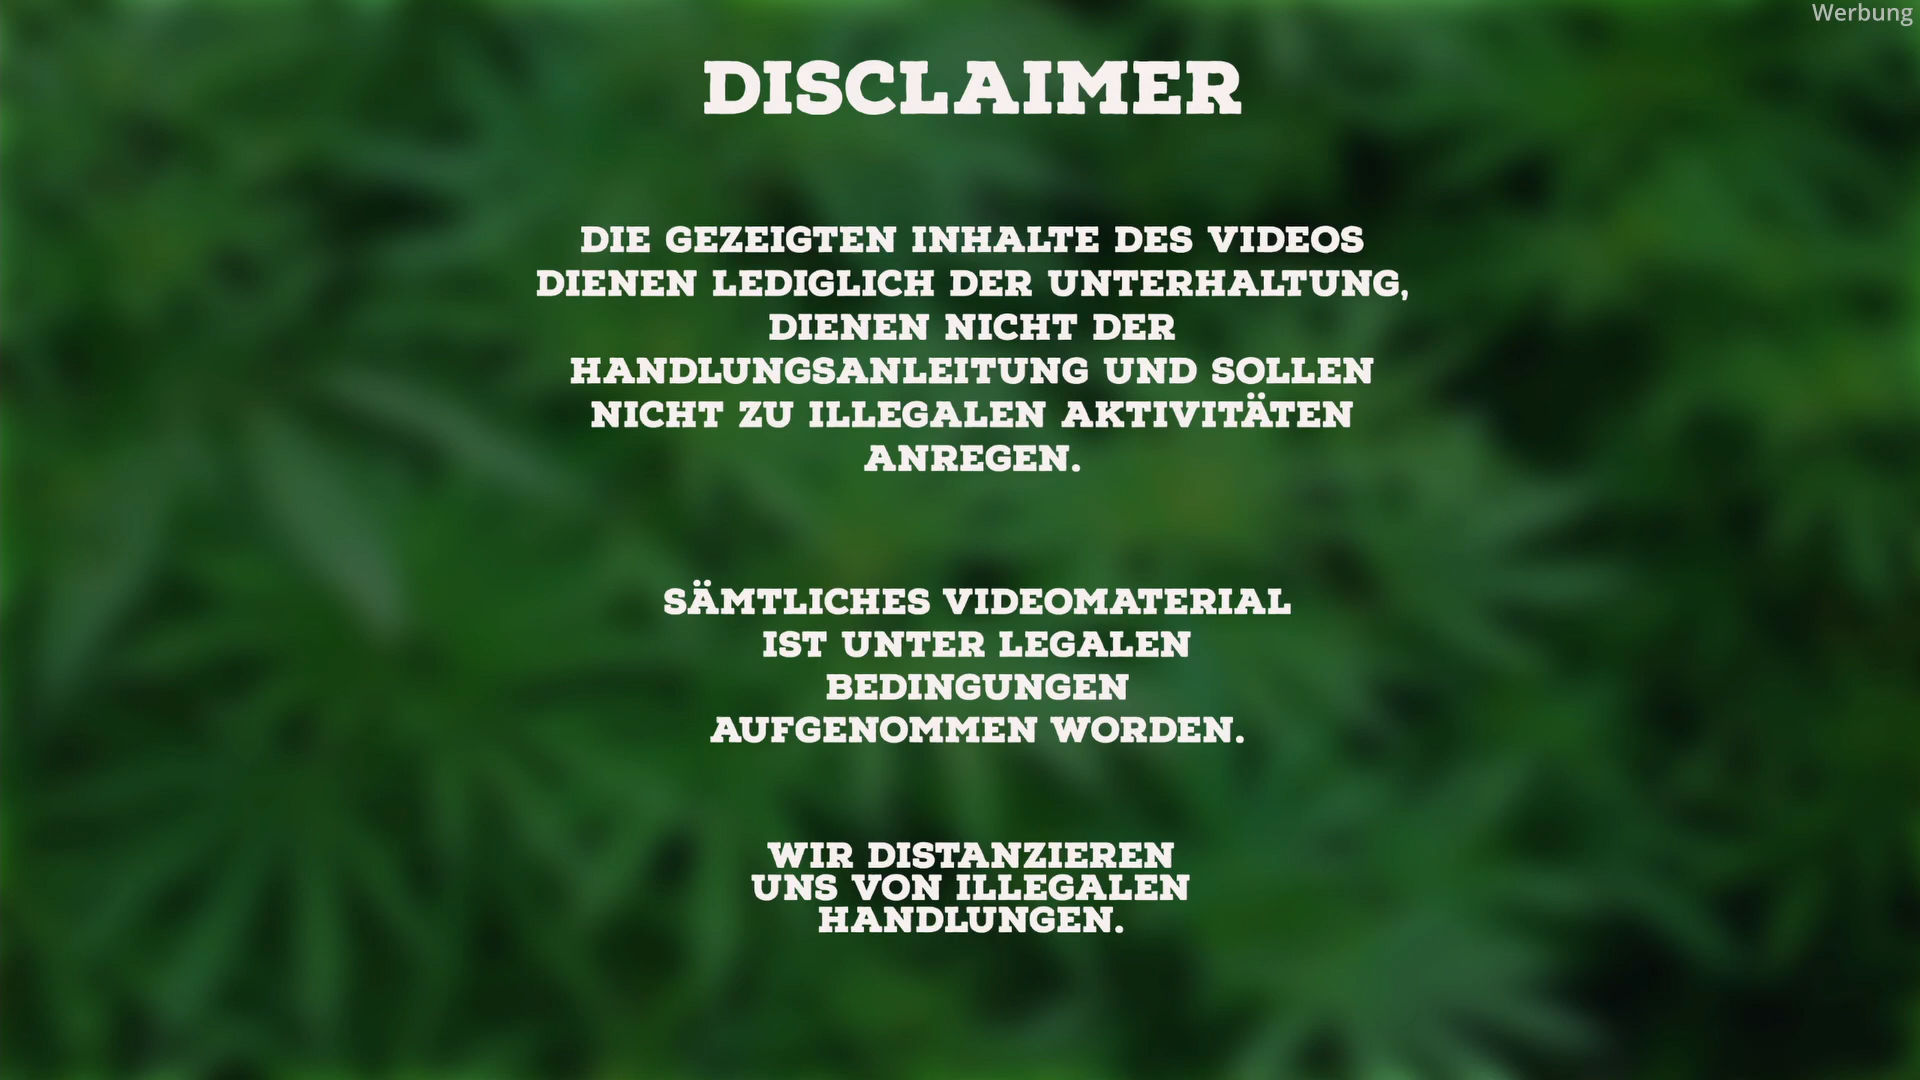 Werbung
DISCLAIMER
DIE GEZEIGTEN INHALTE DES VIDEOS
DIENEN LEDIGLICH DER UNTERHALTUNG,
DIENEN NICHT DER
HANDLUNGSANLEITUNG UND SOLLEN
NICHT ZU ILLEGALEN AKTIVITÄTEN
ANREGEN.
SÄMTLICHES VIDEOMATERIAL
IST UNTER LEGALEN
BEDINGUNGEN
AUFGENOMMEN WORDEN.
WIR DISTANZIEREN
UNS VON ILLEGALEN
HANDLUNGEN.